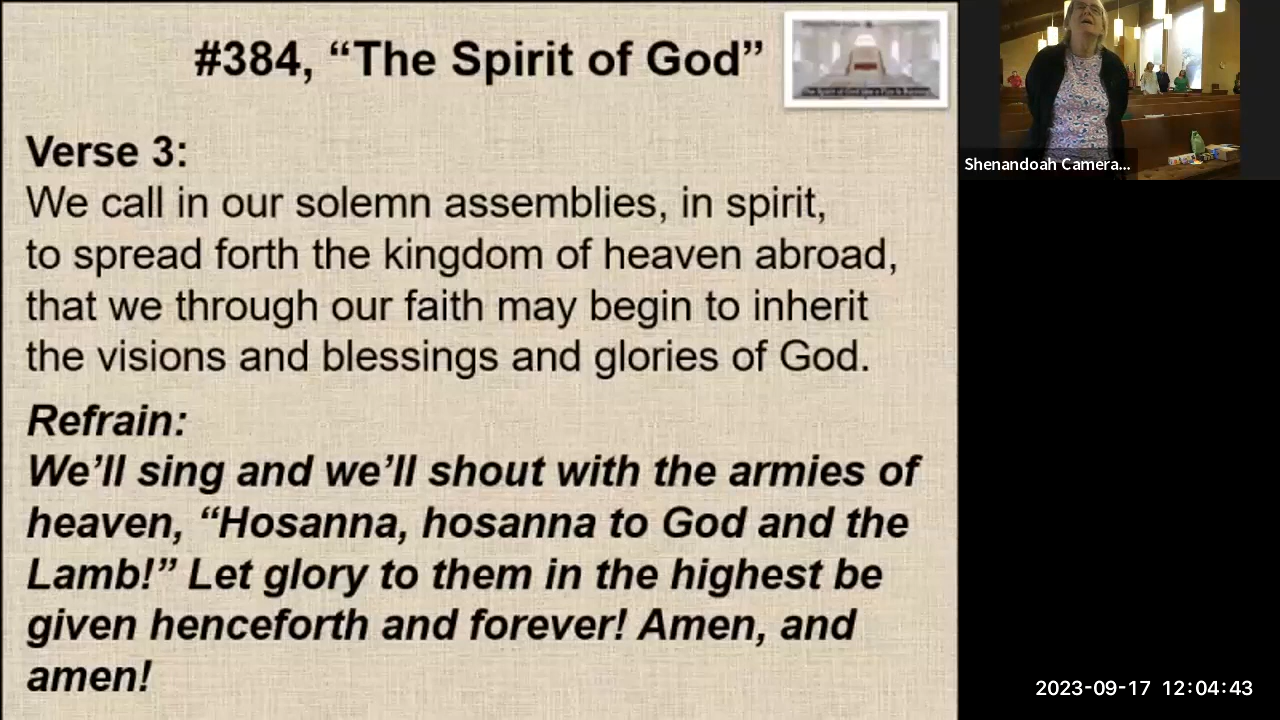 #384, “The Spirit of God”
Verse 3:
We call in our solemn assemblies, in spirit,
to spread forth the kingdom of heaven abroad,
that we through our faith may begin to inherit
the visions and blessings and glories of God.
Refrain:
We’ll sing and we’ll shout with the armies of
heaven, “Hosanna, hosanna to God and the
Lamb!” Let glory to them in the highest be
given henceforth and forever! Amen, and
amen!
Shenandoah Camera...
2023-09-17 12:04:43